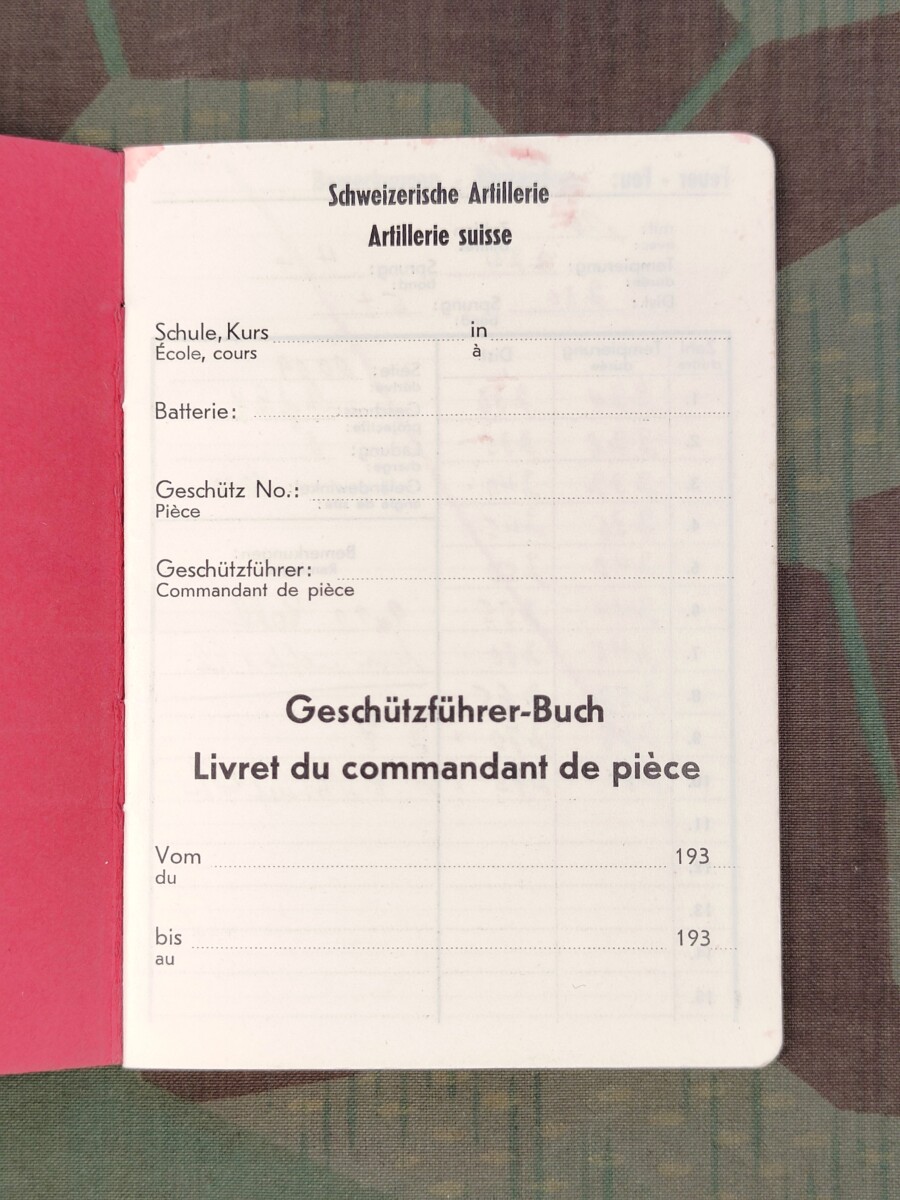 Schweizerische Artillerie
Artillerie suisse
Schule, Kurs in
École, cours à
Batterie:
Geschütz No.:
Pièce
Geschützführer:
Commandant de pièce
Geschützführer-Buch
Livret du commandant de pièce
Vom 193
du
bis 193
au